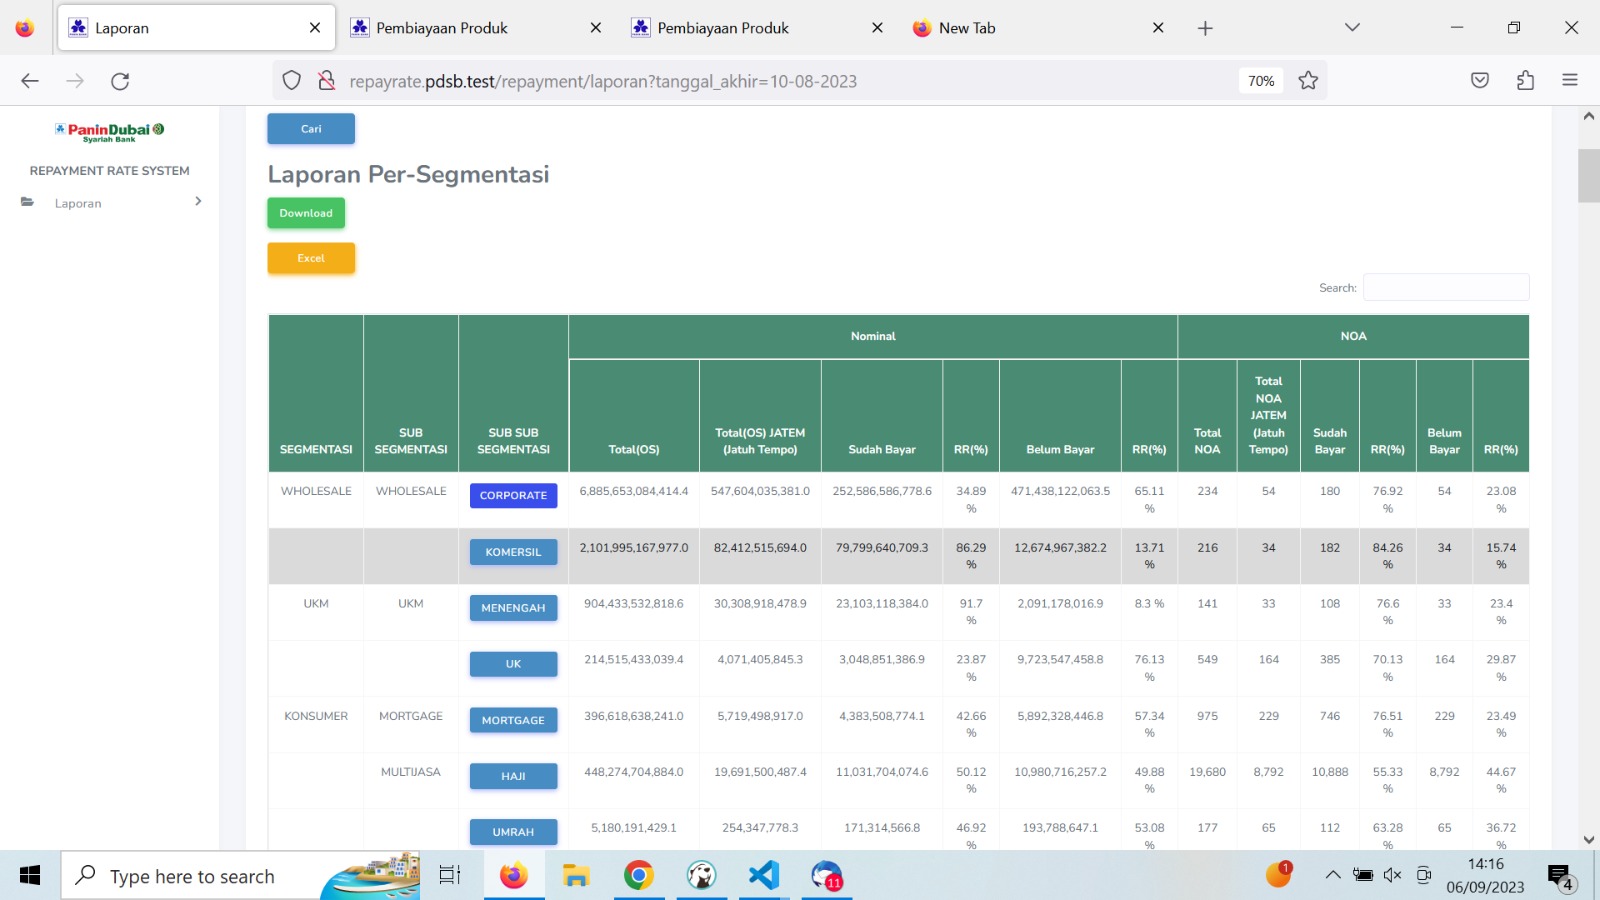 Laporan
Pembiayaan Produk
Pembiayaan Produk
New Tab
repayrate.pdsb.test/repayment/laporan?tanggal_akhir=10-08-2023
70%
PaninDubai
Syariah Bank
REPAYMENT RATE SYSTEM
Laporan
Cari
Laporan Per-Segmentasi
Download
Excel
Search:
Nominal NOA
SEGMENTASI SUB SEGMENTASI SUB SUB SEGMENTASI Total(OS) Total(OS) JATEM (Jatuh Tempo) Sudah Bayar RR(%) Belum Bayar RR(%) Total NOA Total NOA JATEM (Jatuh Tempo) Sudah Bayar RR(%) Belum Bayar RR(%)
WHOLESALE WHOLESALE CORPORATE 6,885,653,084,414.4 547,604,035,381.0 252,586,586,778.6 34.89 % 471,438,122,063.5 65.11 % 234 54 180 76.92 % 54 23.08 %
KOMERSIL 2,101,995,167,977.0 82,412,515,694.0 79,799,640,709.3 86.29 % 12,674,967,382.2 13.71 % 216 34 182 84.26 % 34 15.74 %
UKM UKM MENENGAH 904,433,532,818.6 30,308,918,478.9 23,103,118,384.0 91.7 % 2,091,178,016.9 8.3 % 141 33 108 76.6 % 33 23.4 %
UK 214,515,433,039.4 4,071,405,845.3 3,048,851,386.9 23.87 % 9,723,547,458.8 76.13 % 549 164 385 70.13 % 164 29.87 %
KONSUMER MORTGAGE MORTGAGE 396,618,638,241.0 5,719,498,917.0 4,383,508,774.1 42.66 % 5,892,328,446.8 57.34 % 975 229 746 76.51 % 229 23.49 %
MULTIJASA HAJI 448,274,704,884.0 19,691,500,487.4 11,031,704,074.6 50.12 % 10,980,716,257.2 49.88 % 19,680 8,792 10,888 55.33 % 8,792 44.67 %
UMRAH 5,180,191,429.1 254,347,778.3 171,314,566.8 46.92 % 193,788,647.1 53.08 % 177 65 112 63.28 % 65 36.72 %
Type here to search
11
1
14:16
06/09/2023
4